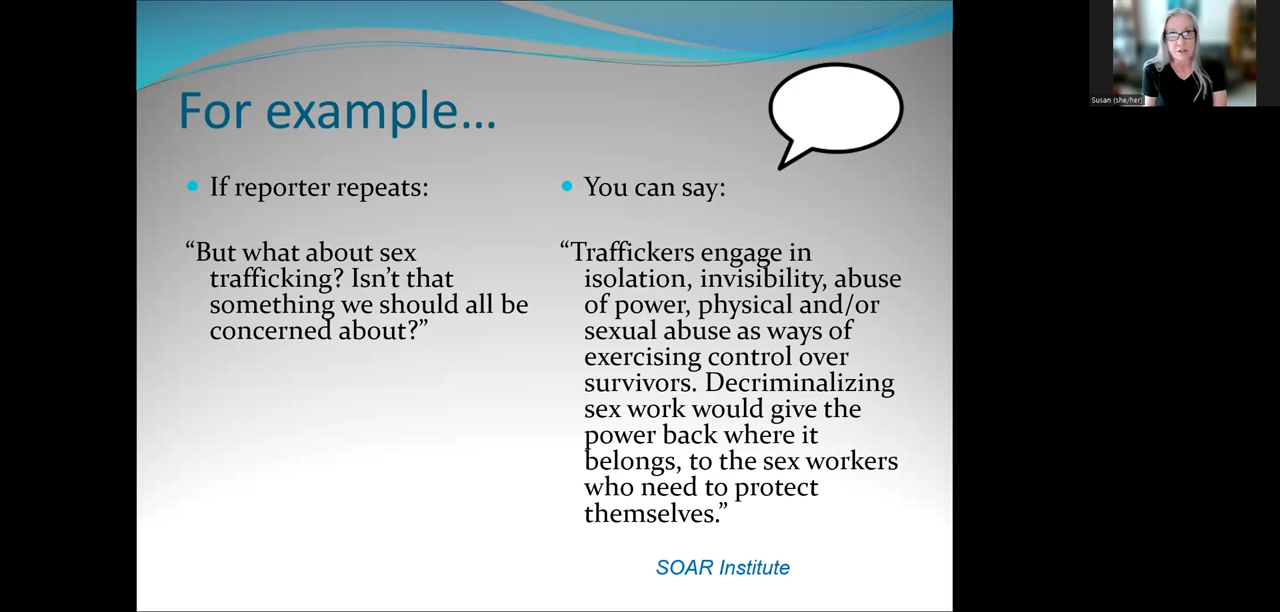 For example...
If reporter repeats:
“But what about sex
trafficking? Isn’t that
something we should all be
concerned about?”
You can say:
“Traffickers engage in
isolation, invisibility, abuse
of power, physical and/or
sexual abuse as ways of
exercising control over
survivors. Decriminalizing
sex work would give the
power back where it
belongs, to the sex workers
who need to protect
themselves.”
SOAR Institute
Susan (she/her)